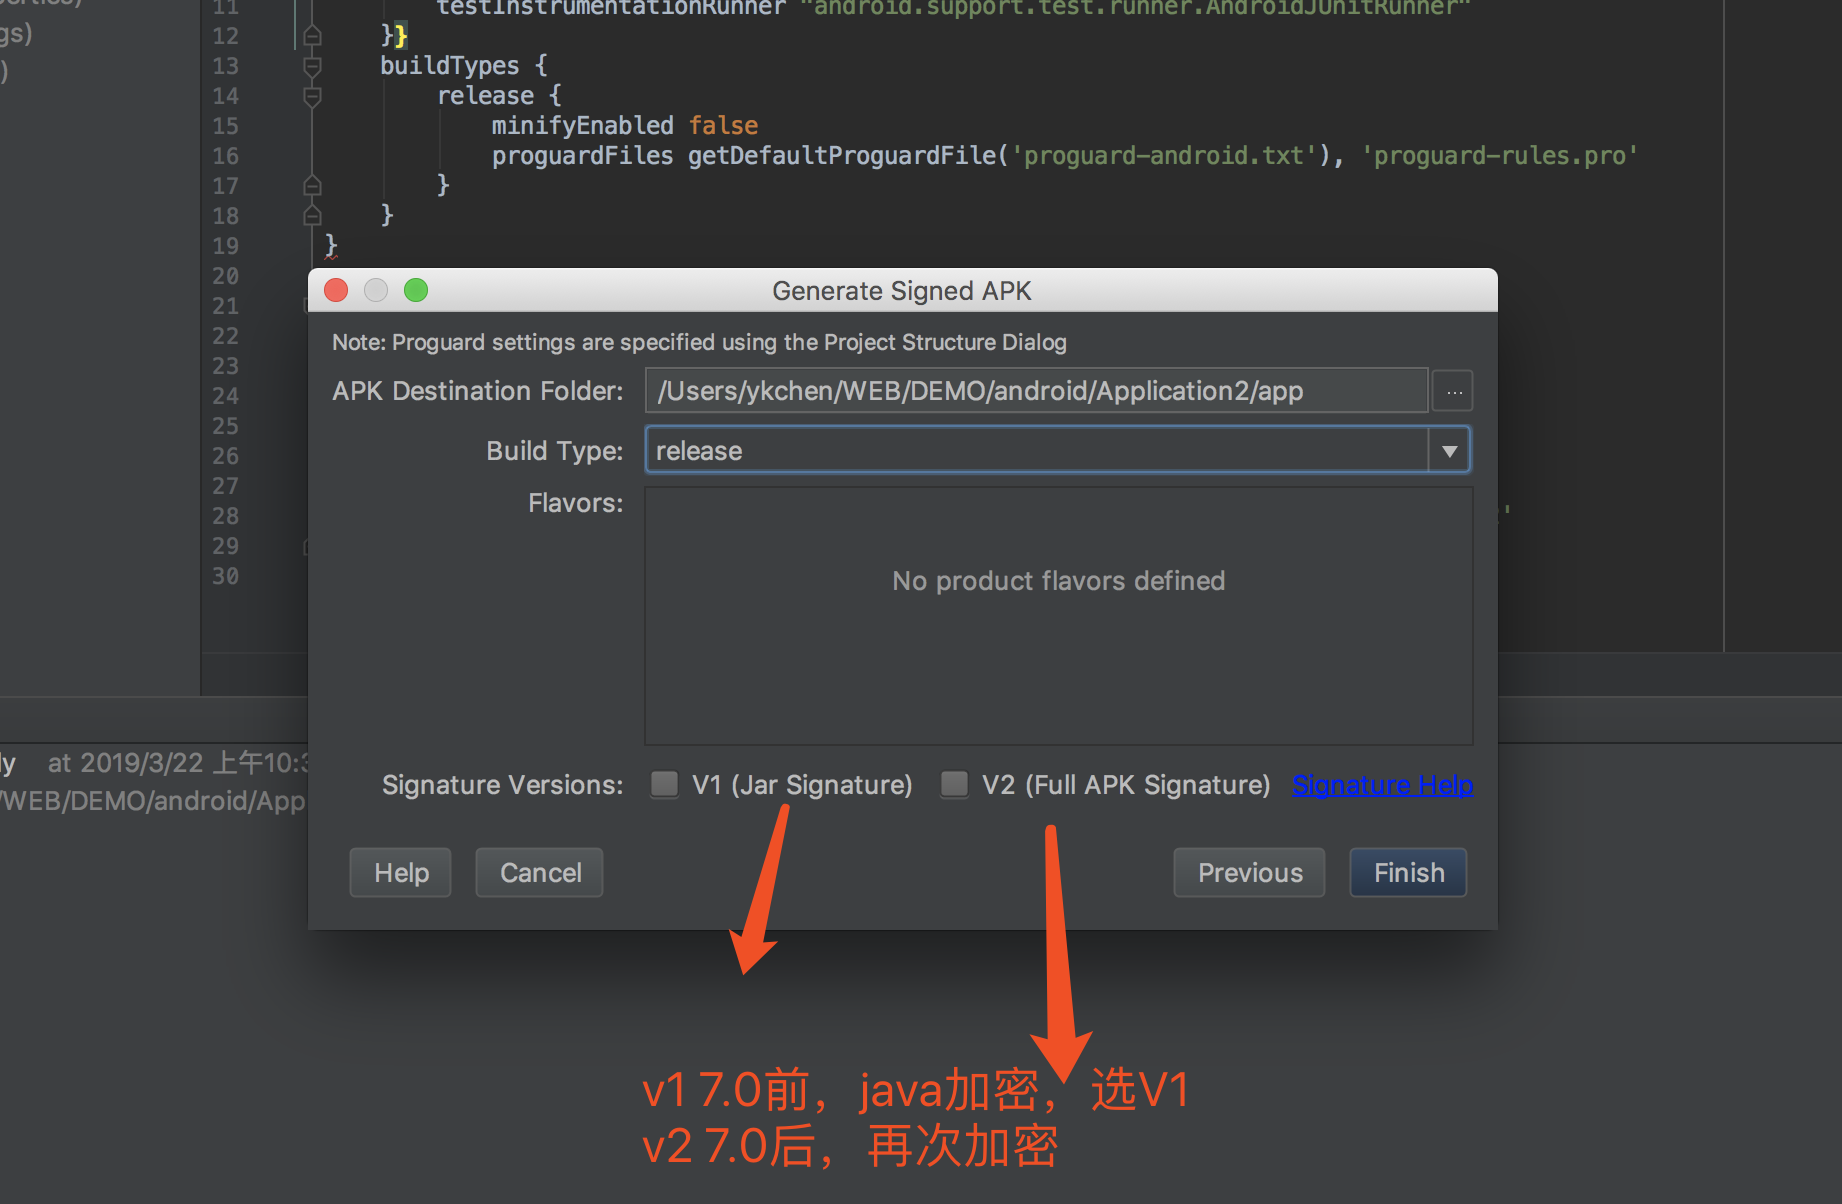 gs)
)
11 testInstrumentationRunner "android.support.test.runner.AndroidJUnitRunner"
12 }}
13 buildTypes {
14 release {
15 minifyEnabled false
16 proguardFiles getDefaultProguardFile('proguard-android.txt'), 'proguard-rules.pro'
17 }
18 }
19 }
20
21
22
23
24
25
26
27
28 '
29
30
Generate Signed APK
Note: Proguard settings are specified using the Project Structure Dialog
APK Destination Folder: /Users/ykchen/WEB/DEMO/android/Application2/app ...
Build Type: release
Flavors:
No product flavors defined
ly at 2019/3/22 上午10:3
/WEB/DEMO/android/App
Signature Versions: V1 (Jar Signature) V2 (Full APK Signature) Signature Help
Help Cancel Previous Finish
v1 7.0前，java加密，选V1
v2 7.0后，再次加密